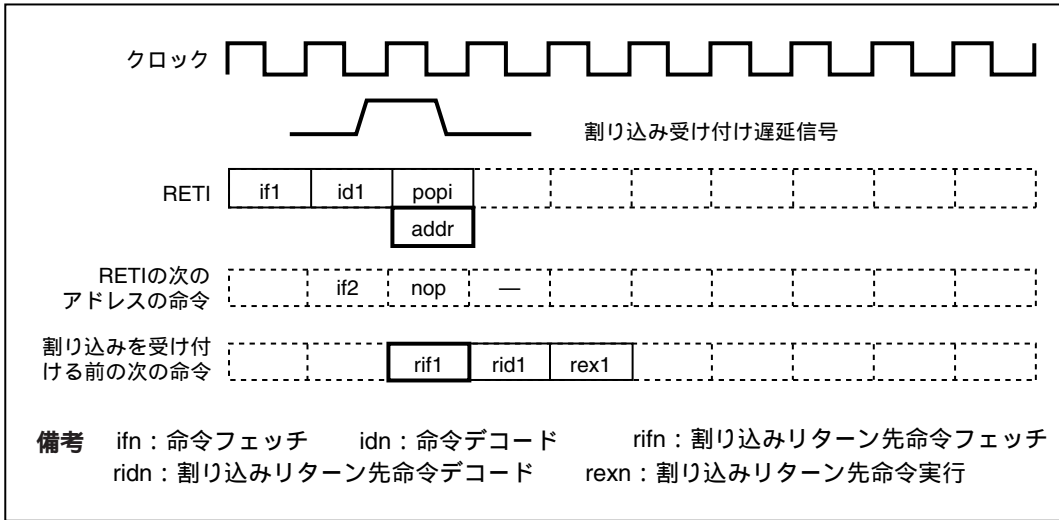 クロック
割り込み受け付け遅延信号
RETI if1 id1 popi
addr
RETIの次の
アドレスの命令 if2 nop —
割り込みを受け付
ける前の次の命令 rif1 rid1 rex1
備考 ifn：命令フェッチ idn：命令デコード rifn：割り込みリターン先命令フェッチ
ridn：割り込みリターン先命令デコード rexn：割り込みリターン先命令実行